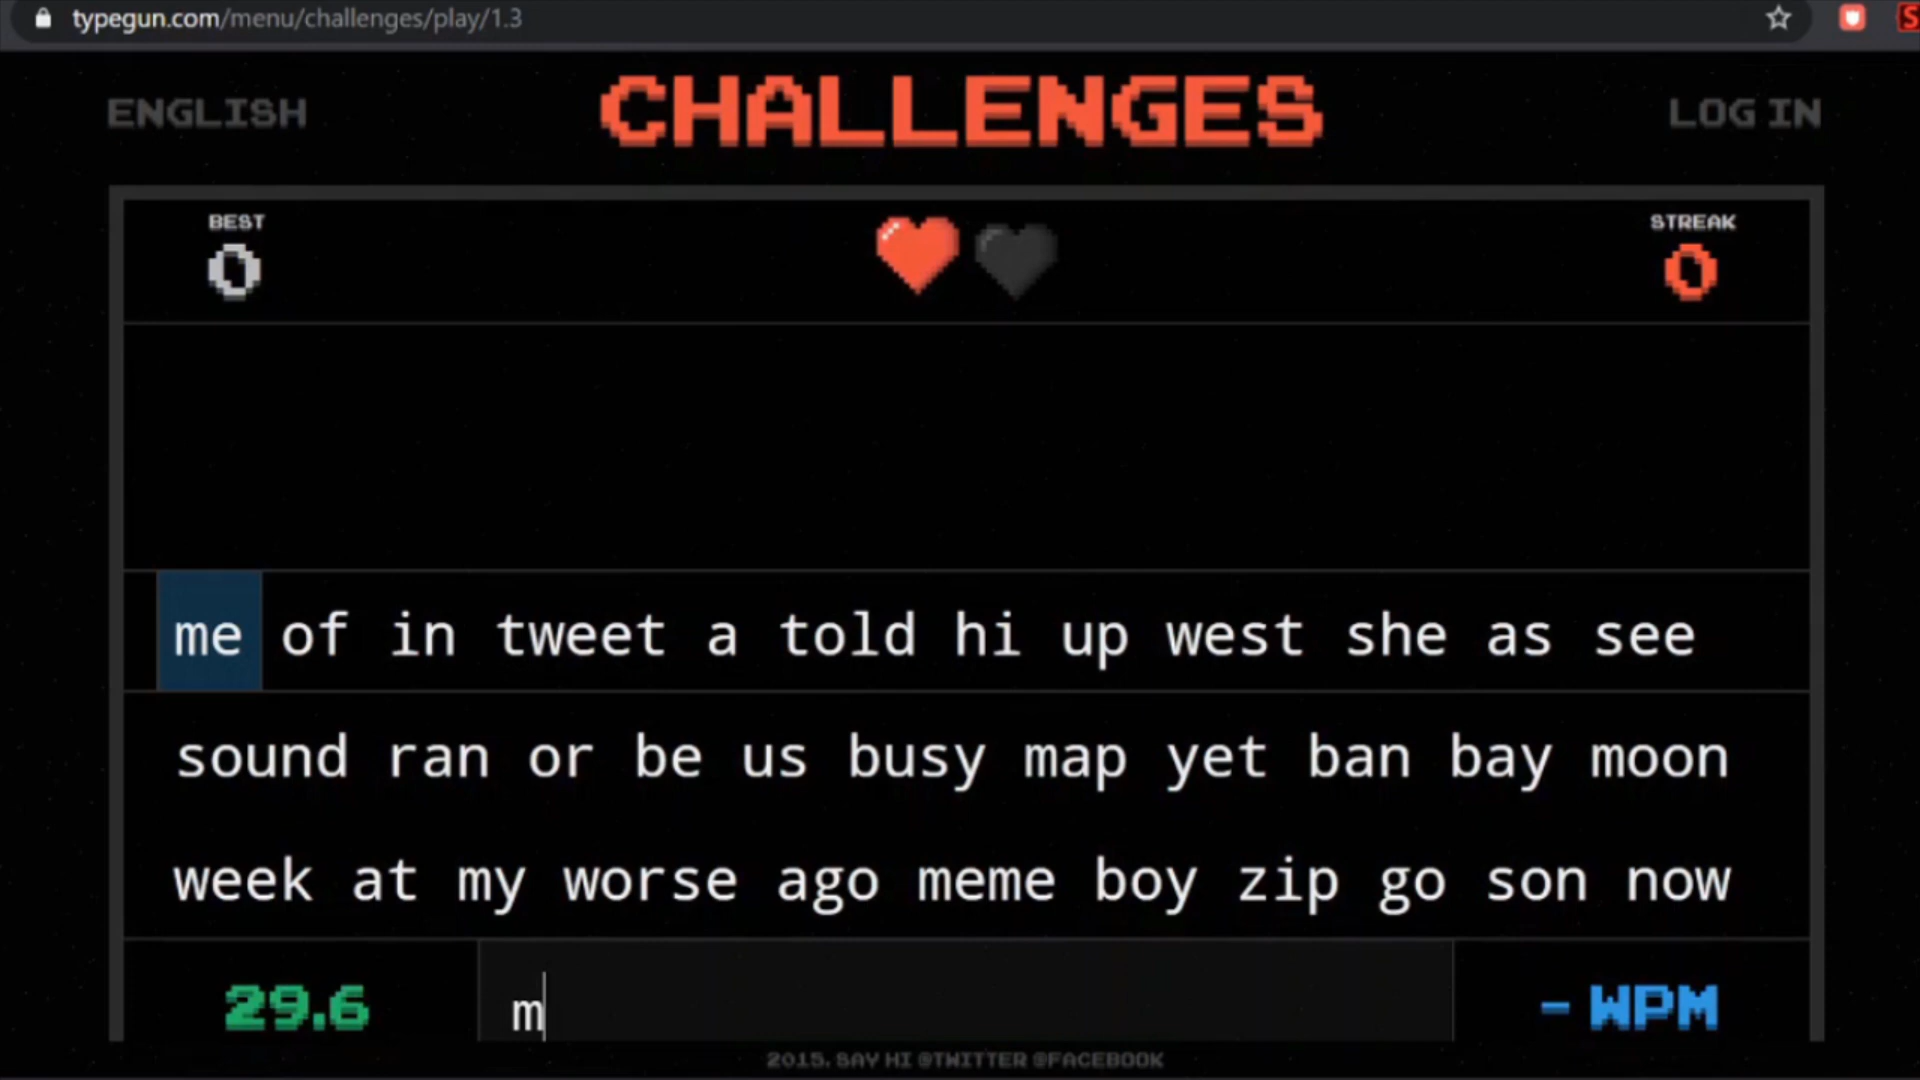 typegun.com/menu/challenges/play/1.3
ENGLISH
CHALLENGES
LOG IN
BEST
0
STREAK
0
me of in tweet a told hi up west she as see
sound ran or be us busy map yet ban bay moon
week at my worse ago meme boy zip go son now
29.6
m
- WPM
2015. SAY HI @TWITTER @FACEBOOK